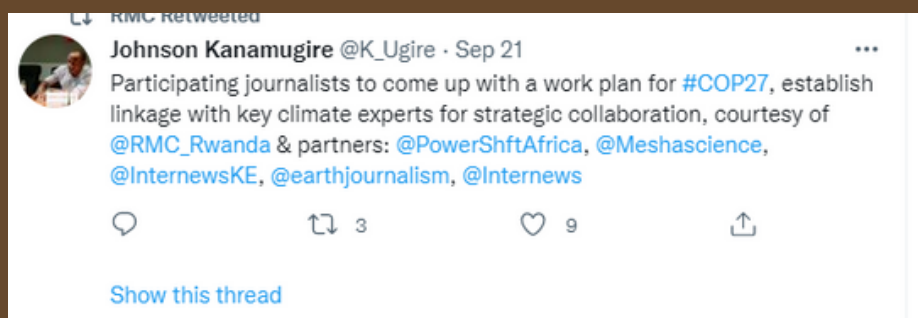 RMC Retweeted
Johnson Kanamugire @K_Ugire · Sep 21
Participating journalists to come up with a work plan for #COP27, establish
linkage with key climate experts for strategic collaboration, courtesy of
@RMC_Rwanda & partners: @PowerShftAfrica, @Meshascience,
@InternewsKE, @earthjournalism, @Internews
3 9
Show this thread